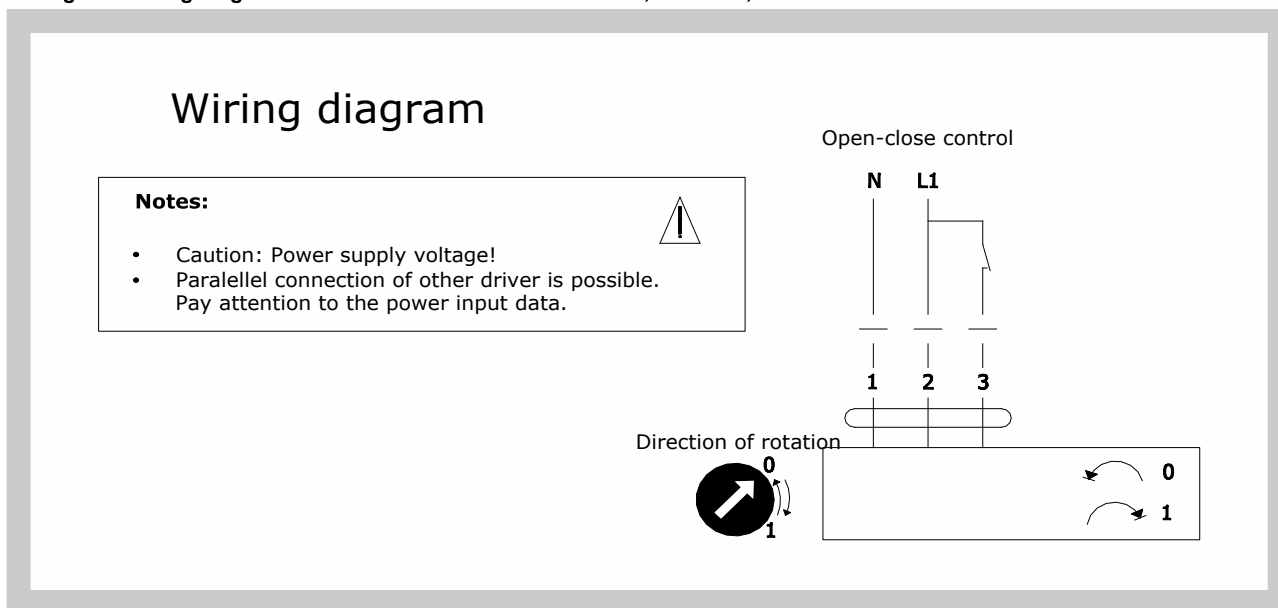 Wiring diagram
Open-close control
N L1
Notes:
• Caution: Power supply voltage!
• Paralellel connection of other driver is possible.
Pay attention to the power input data.
1 2 3
Direction of rotation
0
1
0
1